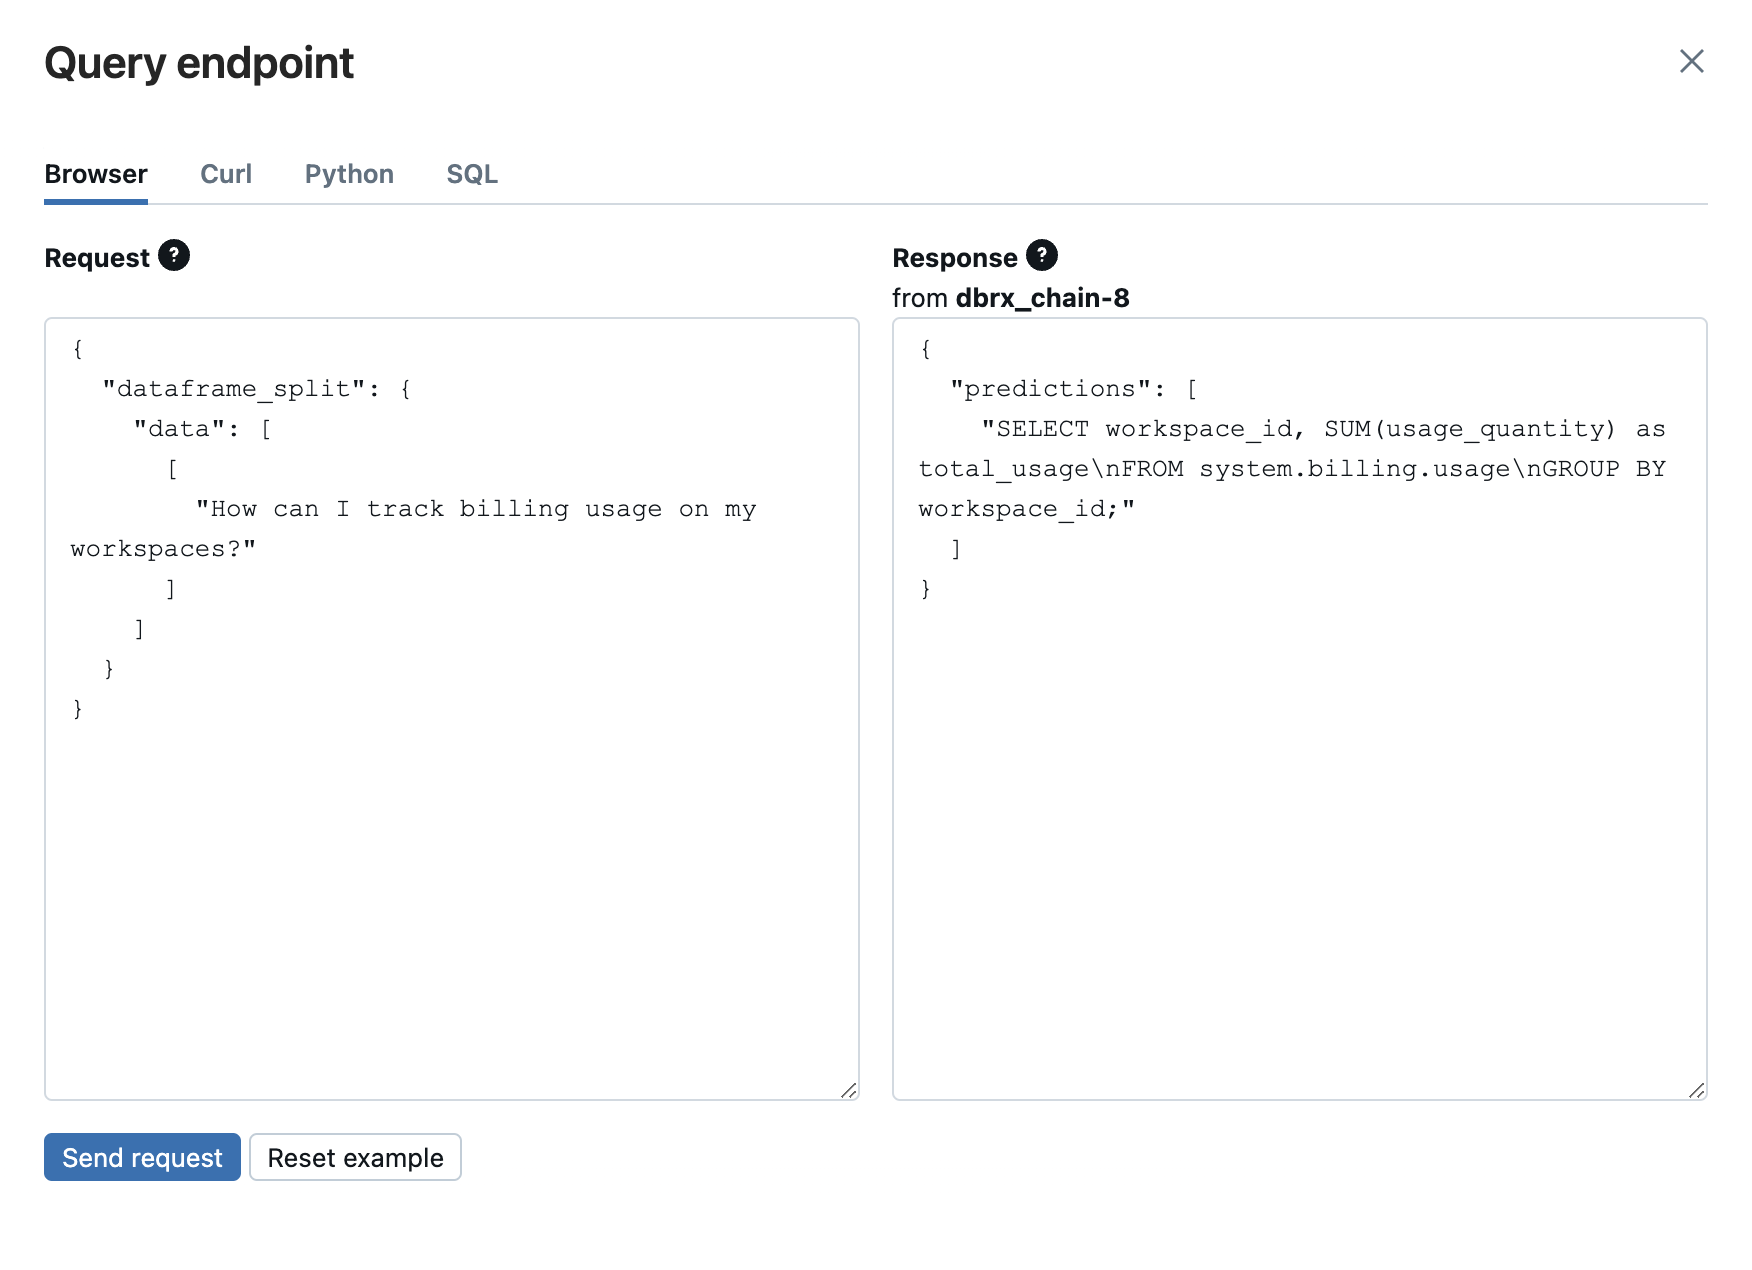 Query endpoint
Browser Curl Python SQL
Request ?
{
  "dataframe_split": {
    "data": [
      [
        "How can I track billing usage on my
workspaces?"
      ]
    ]
  }
}
Response ?
from dbrx_chain-8
{
  "predictions": [
    "SELECT workspace_id, SUM(usage_quantity) as
total_usage\nFROM system.billing.usage\nGROUP BY
workspace_id;"
  ]
}
Send request Reset example